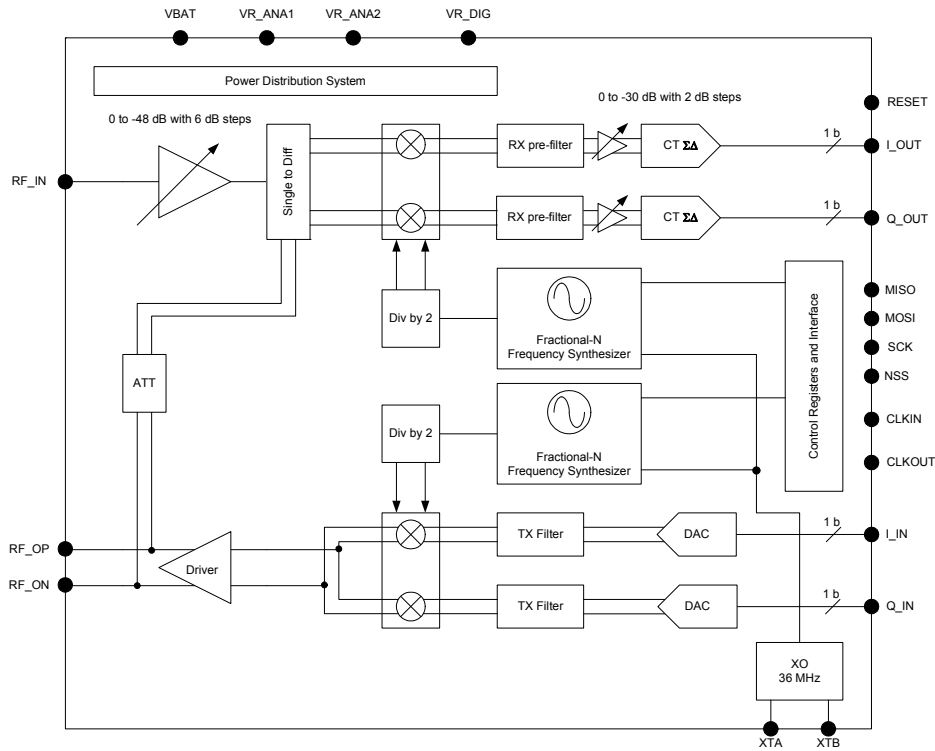 VBAT
VR_ANA1
VR_ANA2
VR_DIG
Power Distribution System
RESET
0 to -48 dB with 6 dB steps
0 to -30 dB with 2 dB steps
RF_IN
Single to Diff
RX pre-filter
CT ΣΔ
1 b
I_OUT
RX pre-filter
CT ΣΔ
1 b
Q_OUT
MISO
MOSI
SCK
NSS
CLKIN
CLKOUT
Div by 2
Fractional-N
Frequency Synthesizer
Control Registers and Interface
ATT
Div by 2
Fractional-N
Frequency Synthesizer
RF_OP
RF_ON
Driver
TX Filter
DAC
1 b
I_IN
TX Filter
DAC
1 b
Q_IN
XO
36 MHz
XTA
XTB